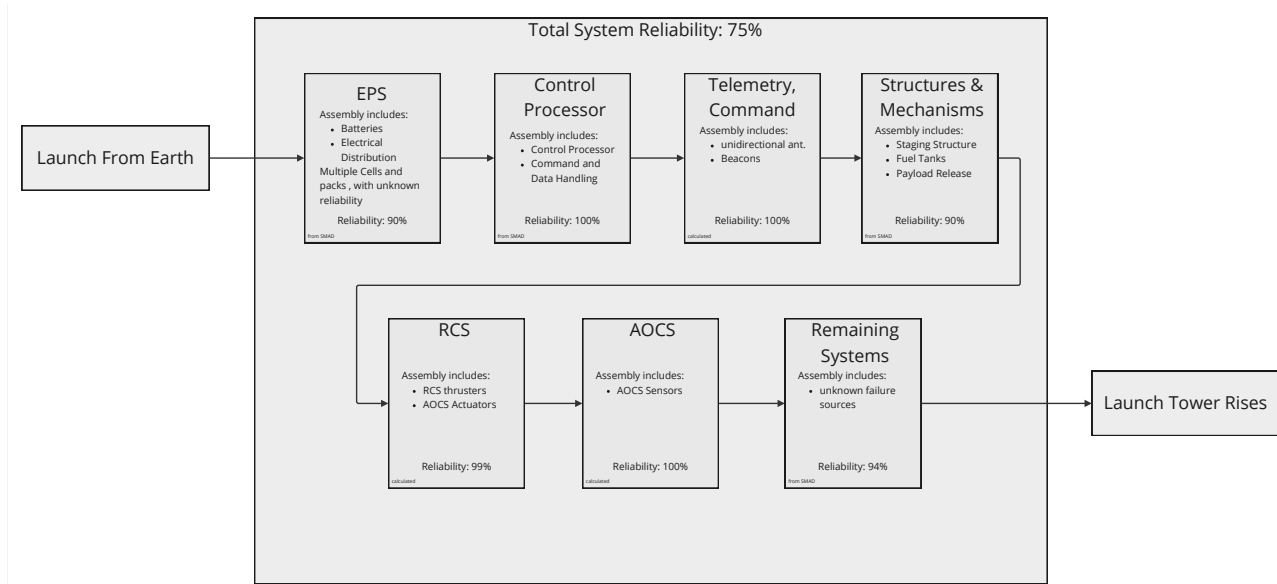 Total System Reliability: 75%
Launch From Earth
EPS
Assembly includes:
• Batteries
• Electrical
Distribution
Multiple Cells and
packs , with unknown
reliability
Reliability: 90%
from SMAD
Control
Processor
Assembly includes:
• Control Processor
• Command and
Data Handling
Reliability: 100%
from SMAD
Telemetry,
Command
Assembly includes:
• unidirectional ant.
• Beacons
Reliability: 100%
calculated
Structures &
Mechanisms
Assembly includes:
• Staging Structure
• Fuel Tanks
• Payload Release
Reliability: 90%
from SMAD
RCS
Assembly includes:
• RCS thrusters
• AOCS Actuators
Reliability: 99%
calculated
AOCS
Assembly includes:
• AOCS Sensors
Reliability: 100%
calculated
Remaining
Systems
Assembly includes:
• unknown failure
sources
Reliability: 94%
from SMAD
Launch Tower Rises